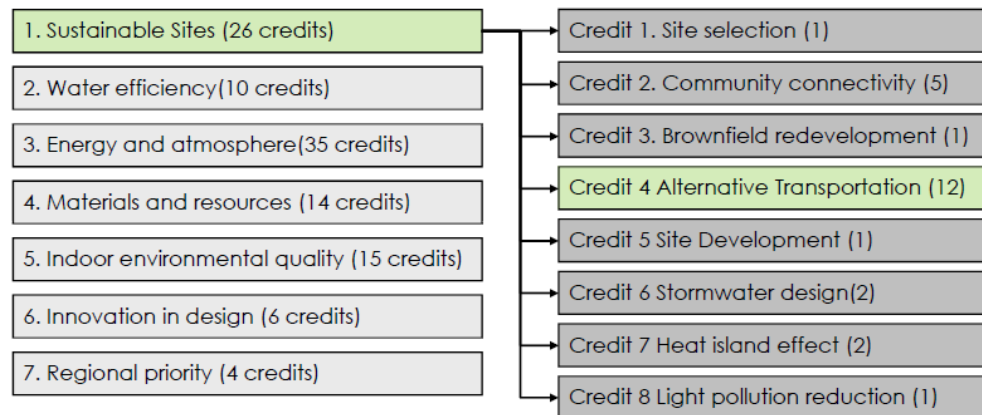 1. Sustainable Sites (26 credits)
2. Water efficiency(10 credits)
3. Energy and atmosphere(35 credits)
4. Materials and resources (14 credits)
5. Indoor environmental quality (15 credits)
6. Innovation in design (6 credits)
7. Regional priority (4 credits)
Credit 1. Site selection (1)
Credit 2. Community connectivity (5)
Credit 3. Brownfield redevelopment (1)
Credit 4 Alternative Transportation (12)
Credit 5 Site Development (1)
Credit 6 Stormwater design(2)
Credit 7 Heat island effect (2)
Credit 8 Light pollution reduction (1)